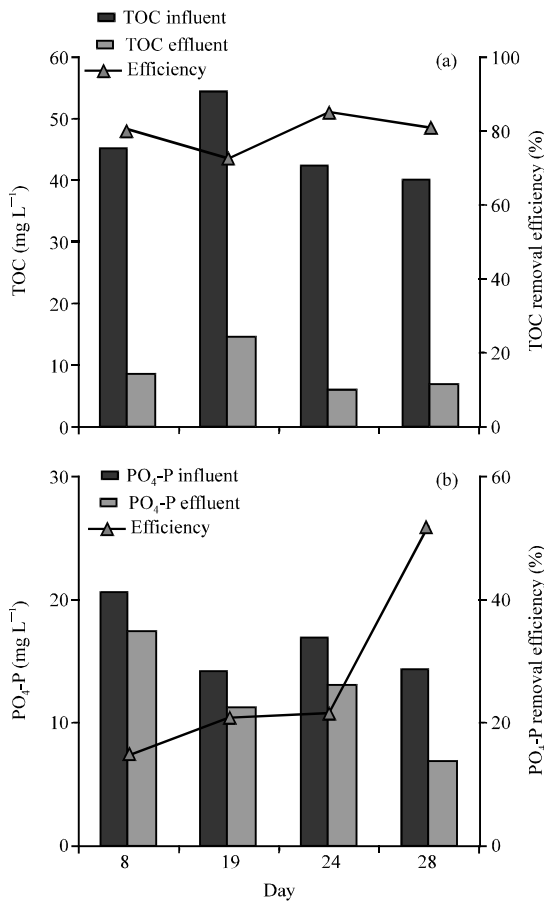 TOC influent
TOC effluent
Efficiency
(a)
60
50
40
30
20
10
0
TOC (mg L⁻¹)
100
80
60
40
20
0
TOC removal efficiency (%)
PO₄-P influent
PO₄-P effluent
Efficiency
(b)
30
20
10
0
PO₄-P (mg L⁻¹)
60
40
20
0
PO₄-P removal efficiency (%)
8 19 24 28
Day